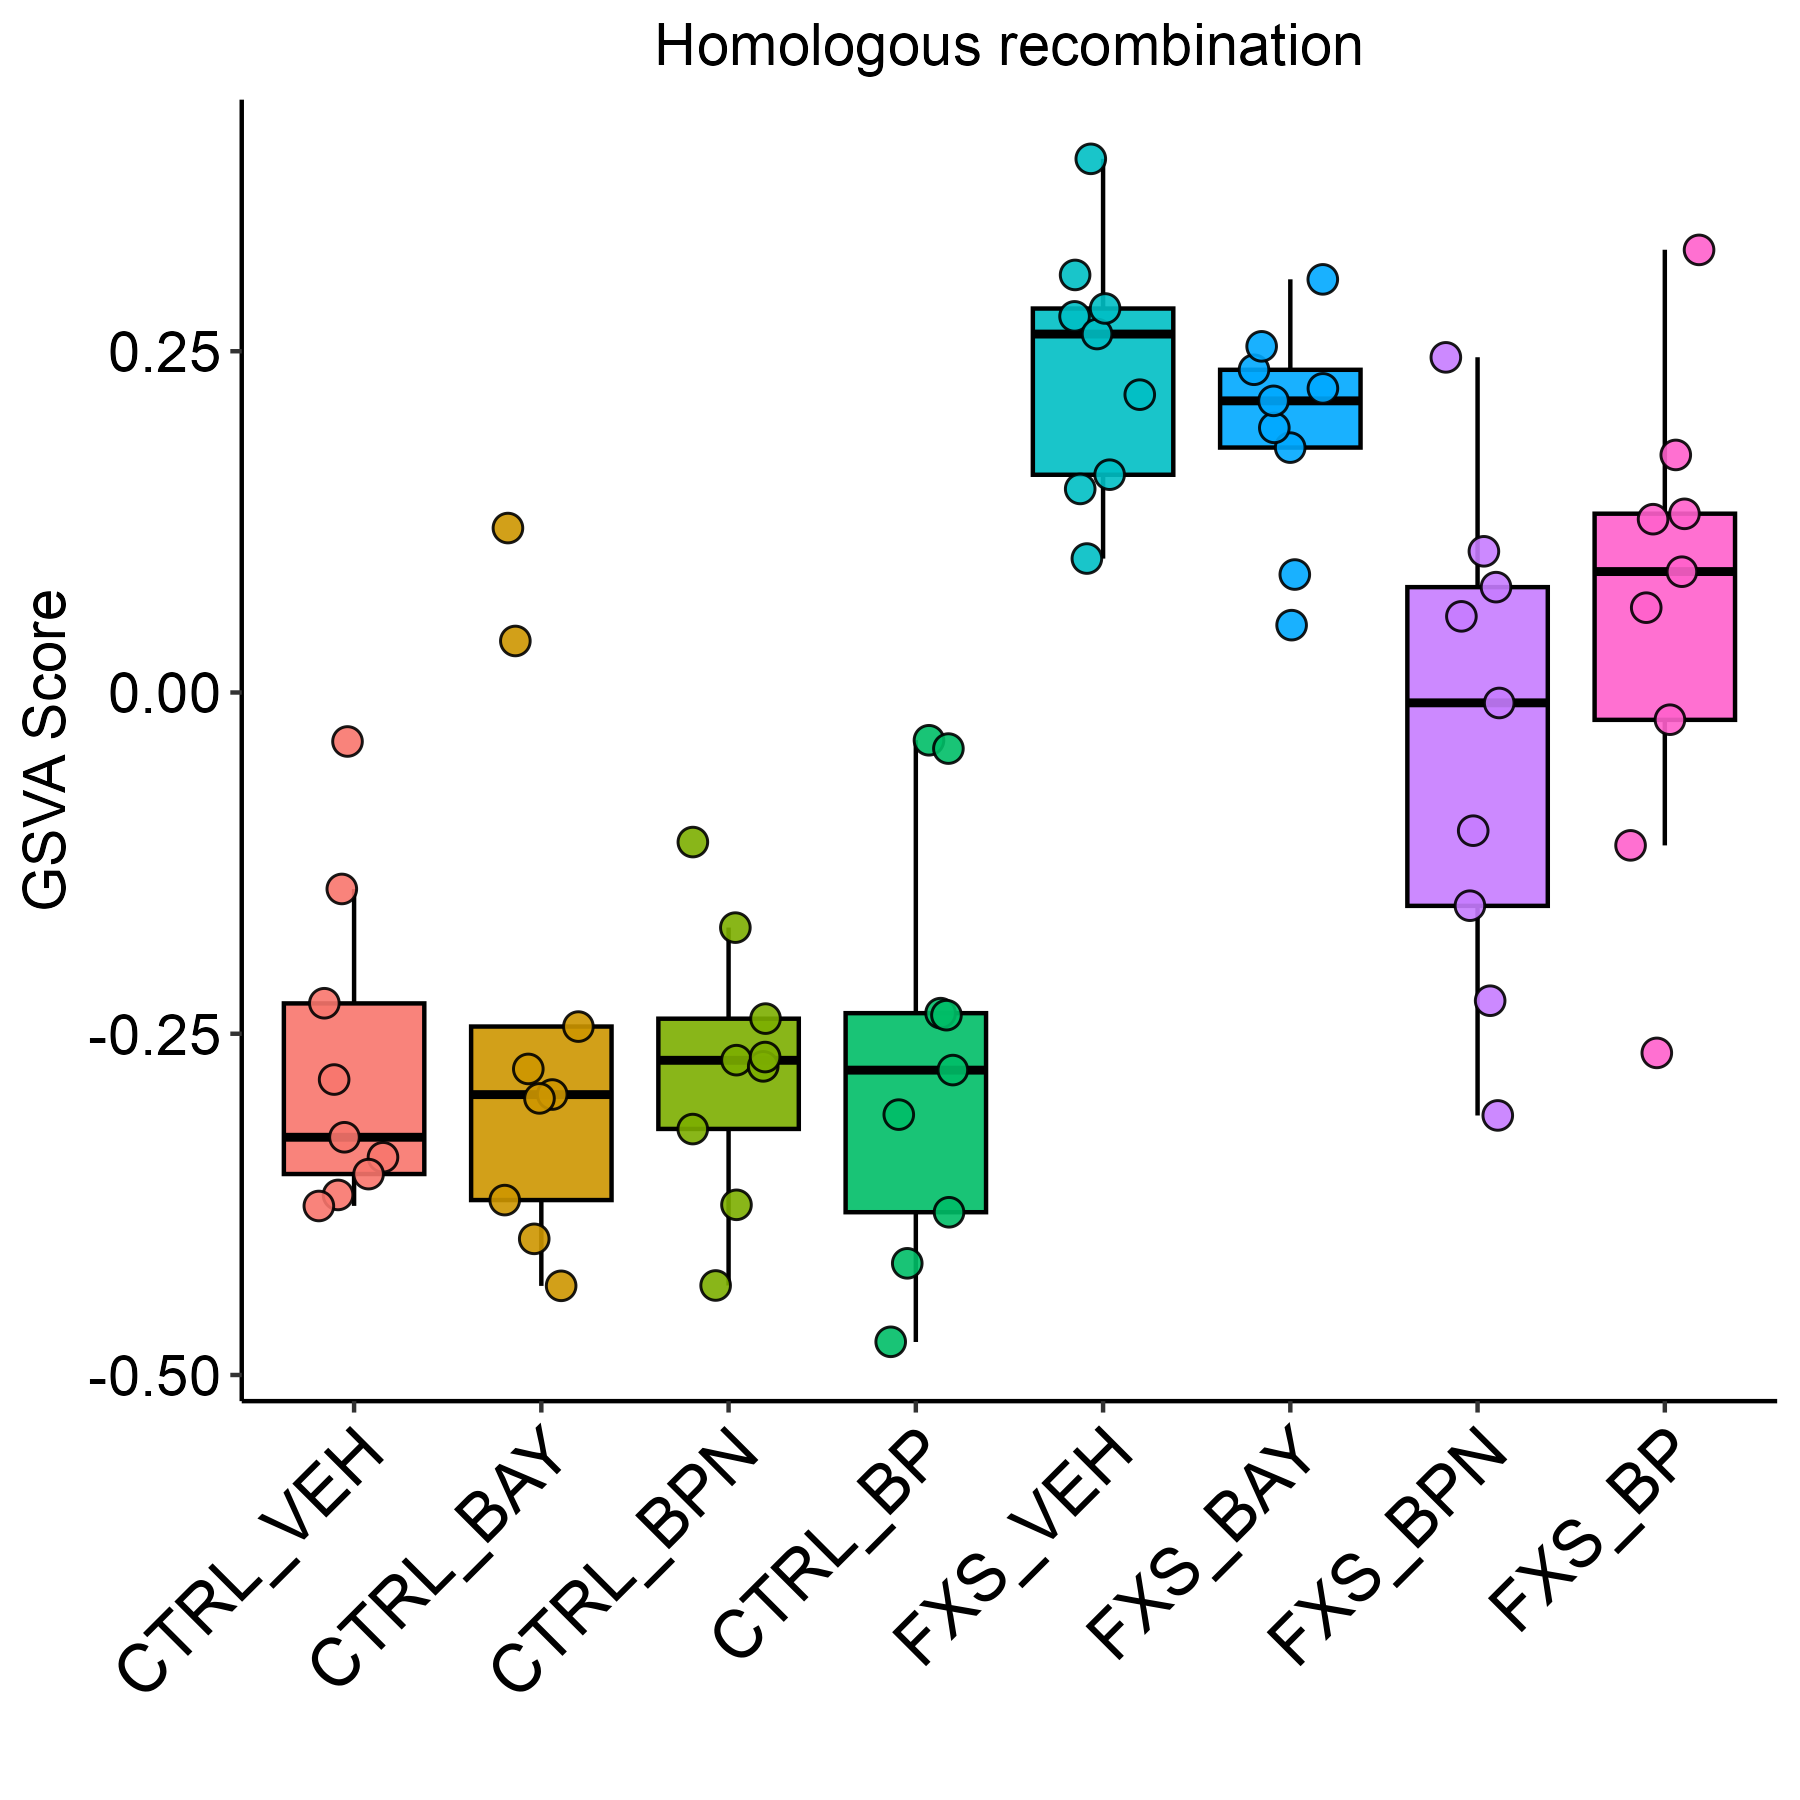 Homologous recombination
GSVA Score
0.25
0.00
-0.25
-0.50
CTRL_VEH
CTRL_BAY
CTRL_BPN
CTRL_BP
FXS_VEH
FXS_BAY
FXS_BPN
FXS_BP